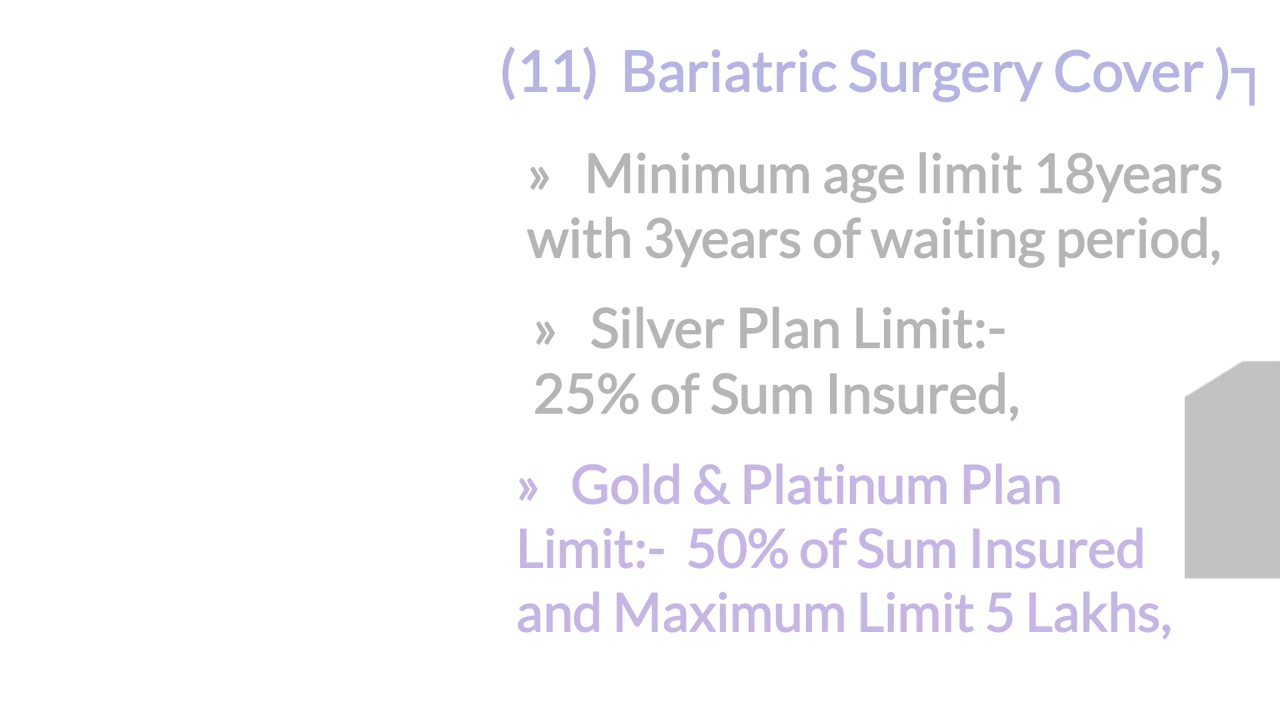 (11) Bariatric Surgery Cover )┐
» Minimum age limit 18years
with 3years of waiting period,
» Silver Plan Limit:-
25% of Sum Insured,
» Gold & Platinum Plan
Limit:- 50% of Sum Insured
and Maximum Limit 5 Lakhs,